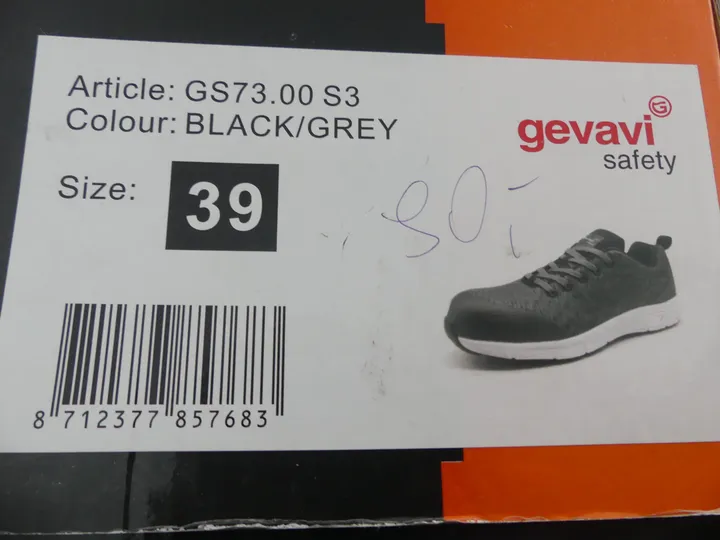 Article: GS73.00 S3
Colour: BLACK/GREY
gevavi G
safety
Size: 39
80,-
8 712377 857683